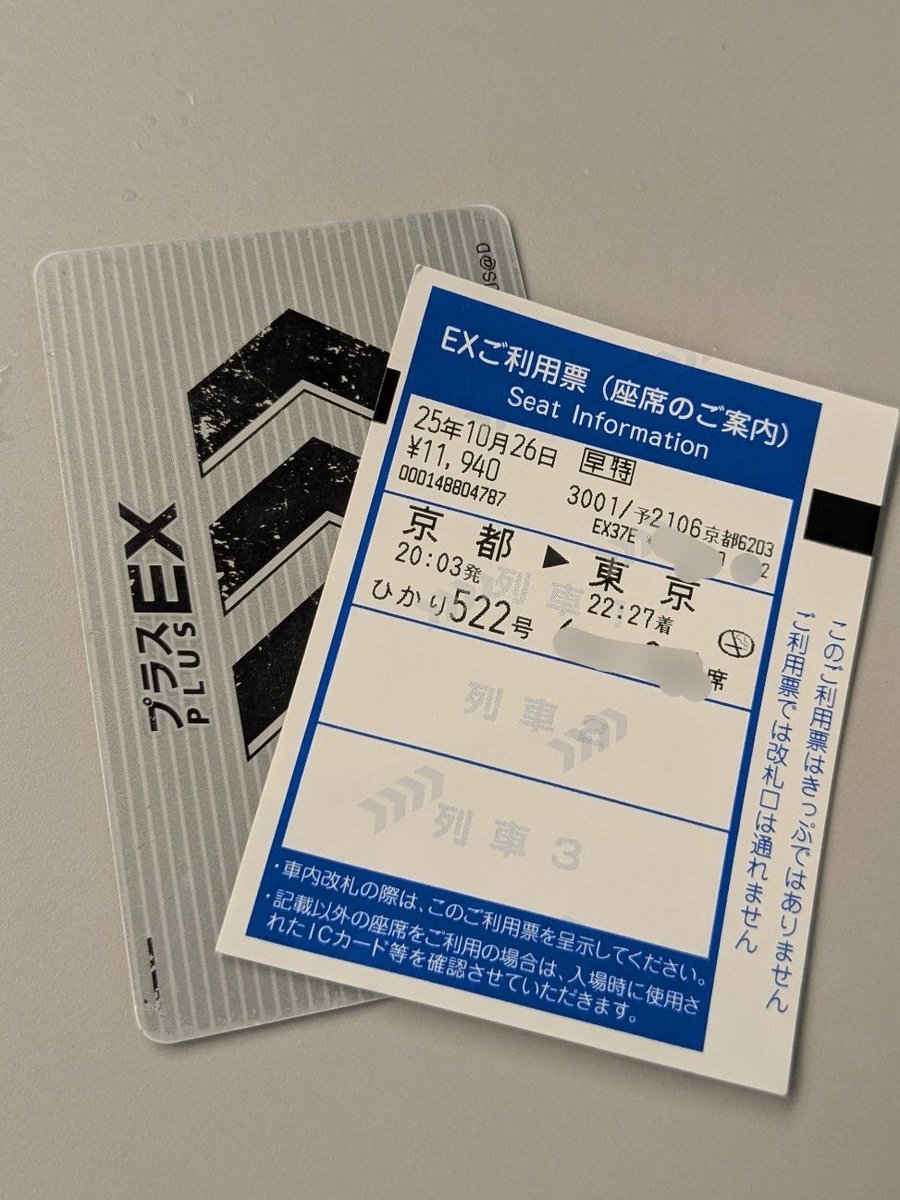 US@D
プラスEX
PLUS
EXご利用票（座席のご案内）
Seat Information
25年10月26日 早特
¥11,940 3001/予2106京都6203
000148804787 EX37E *
2
京都▶東京
20:03発 22:27着
ひかり522号
席
列車
列車2
列車3
・車内改札の際は、このご利用票を呈示してください。
・記載以外の座席をご利用の場合は、入場時に使用さ
れたICカード等を確認させていただきます。
このご利用票はきっぷではありません
ご利用票では改札口は通れません